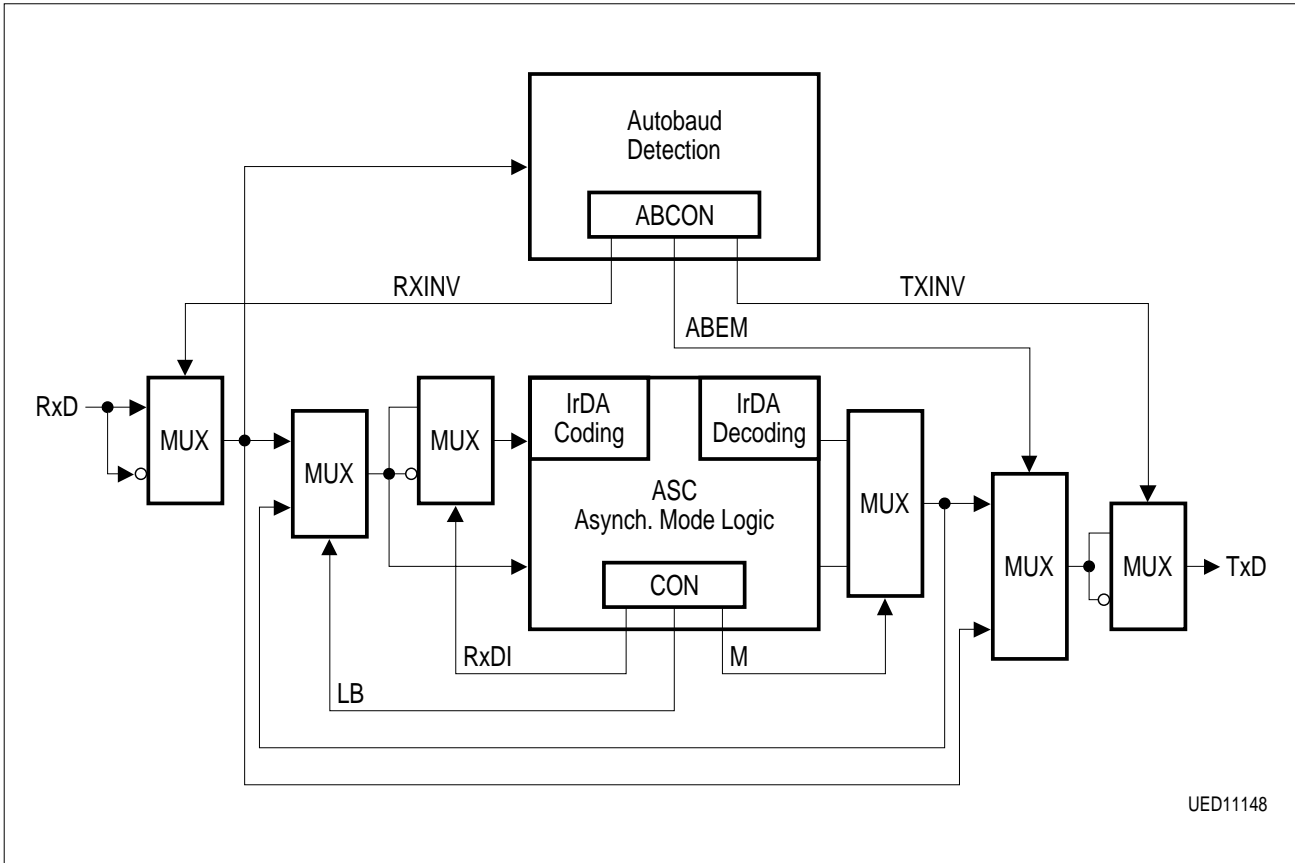 Autobaud
Detection
ABCON
RXINV
TXINV
ABEM
RxD
MUX
MUX
MUX
IrDA
Coding
IrDA
Decoding
ASC
Asynch. Mode Logic
CON
MUX
MUX
MUX
TxD
RxDI
M
LB
UED11148